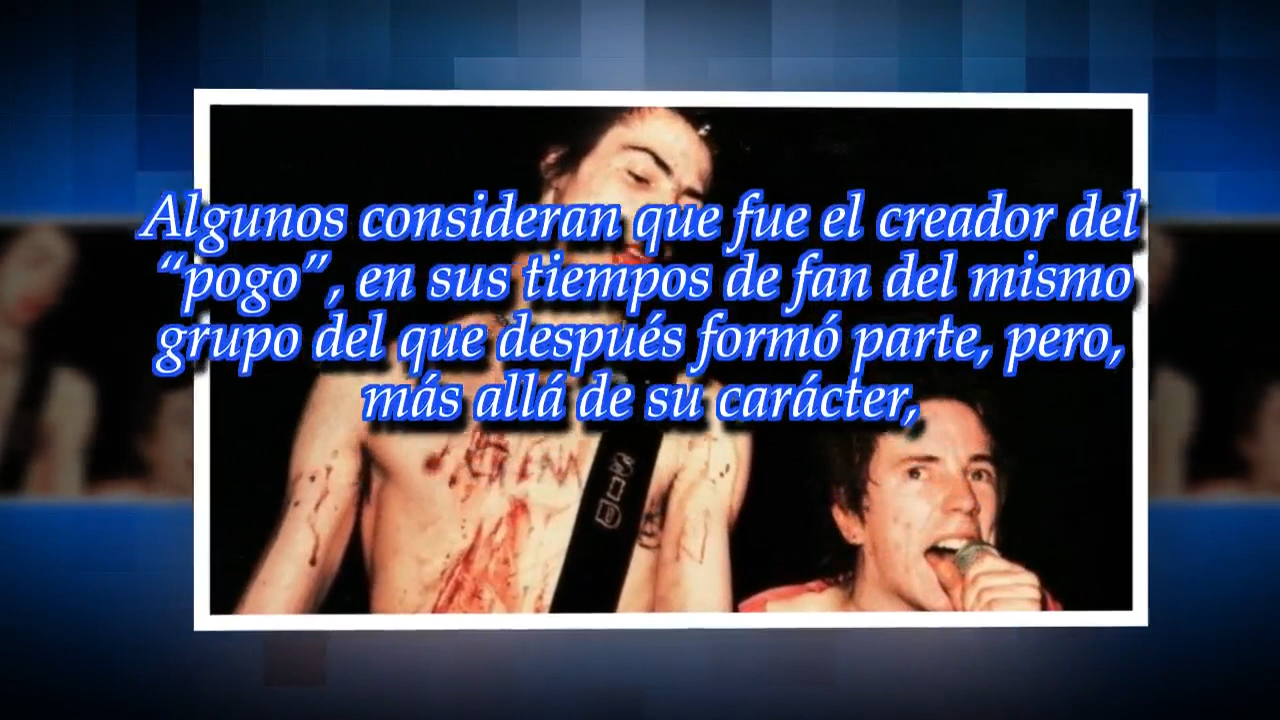 Algunos consideran que fue el creador del
“pogo”, en sus tiempos de fan del mismo
grupo del que después formó parte, pero,
más allá de su carácter,
SID